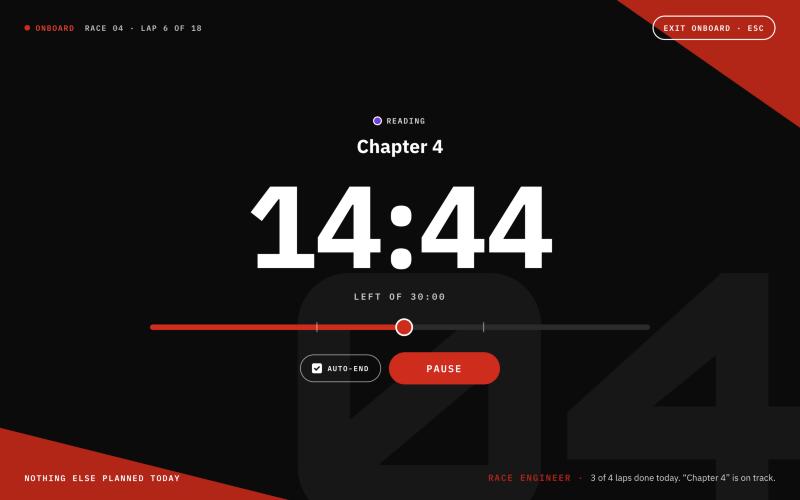 ONBOARD RACE 04 · LAP 6 OF 18
EXIT ONBOARD · ESC
READING
Chapter 4
14:44
LEFT OF 30:00
AUTO-END
PAUSE
04
NOTHING ELSE PLANNED TODAY
RACE ENGINEER · 3 of 4 laps done today. “Chapter 4” is on track.